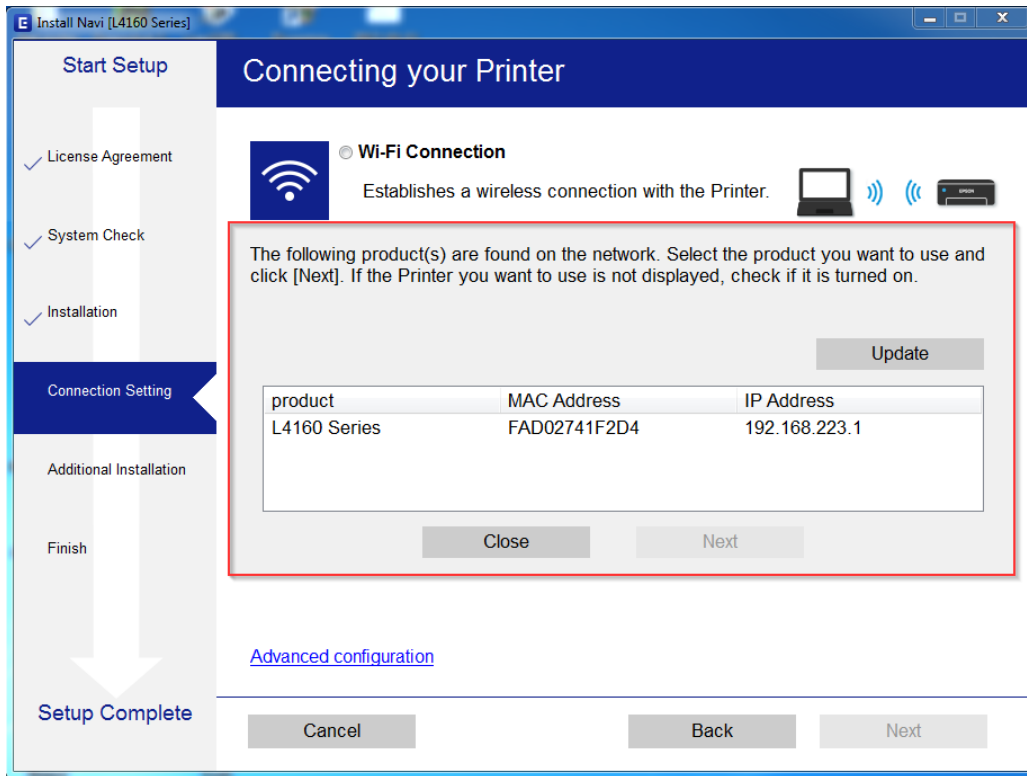 E Install Navi [L4160 Series]
Start Setup
Connecting your Printer
License Agreement
System Check
Installation
Connection Setting
Additional Installation
Finish
Setup Complete
Wi-Fi Connection
Establishes a wireless connection with the Printer.
EPSON
The following product(s) are found on the network. Select the product you want to use and
click [Next]. If the Printer you want to use is not displayed, check if it is turned on.
Update
product MAC Address IP Address
L4160 Series FAD02741F2D4 192.168.223.1
Close Next
Advanced configuration
Cancel Back Next